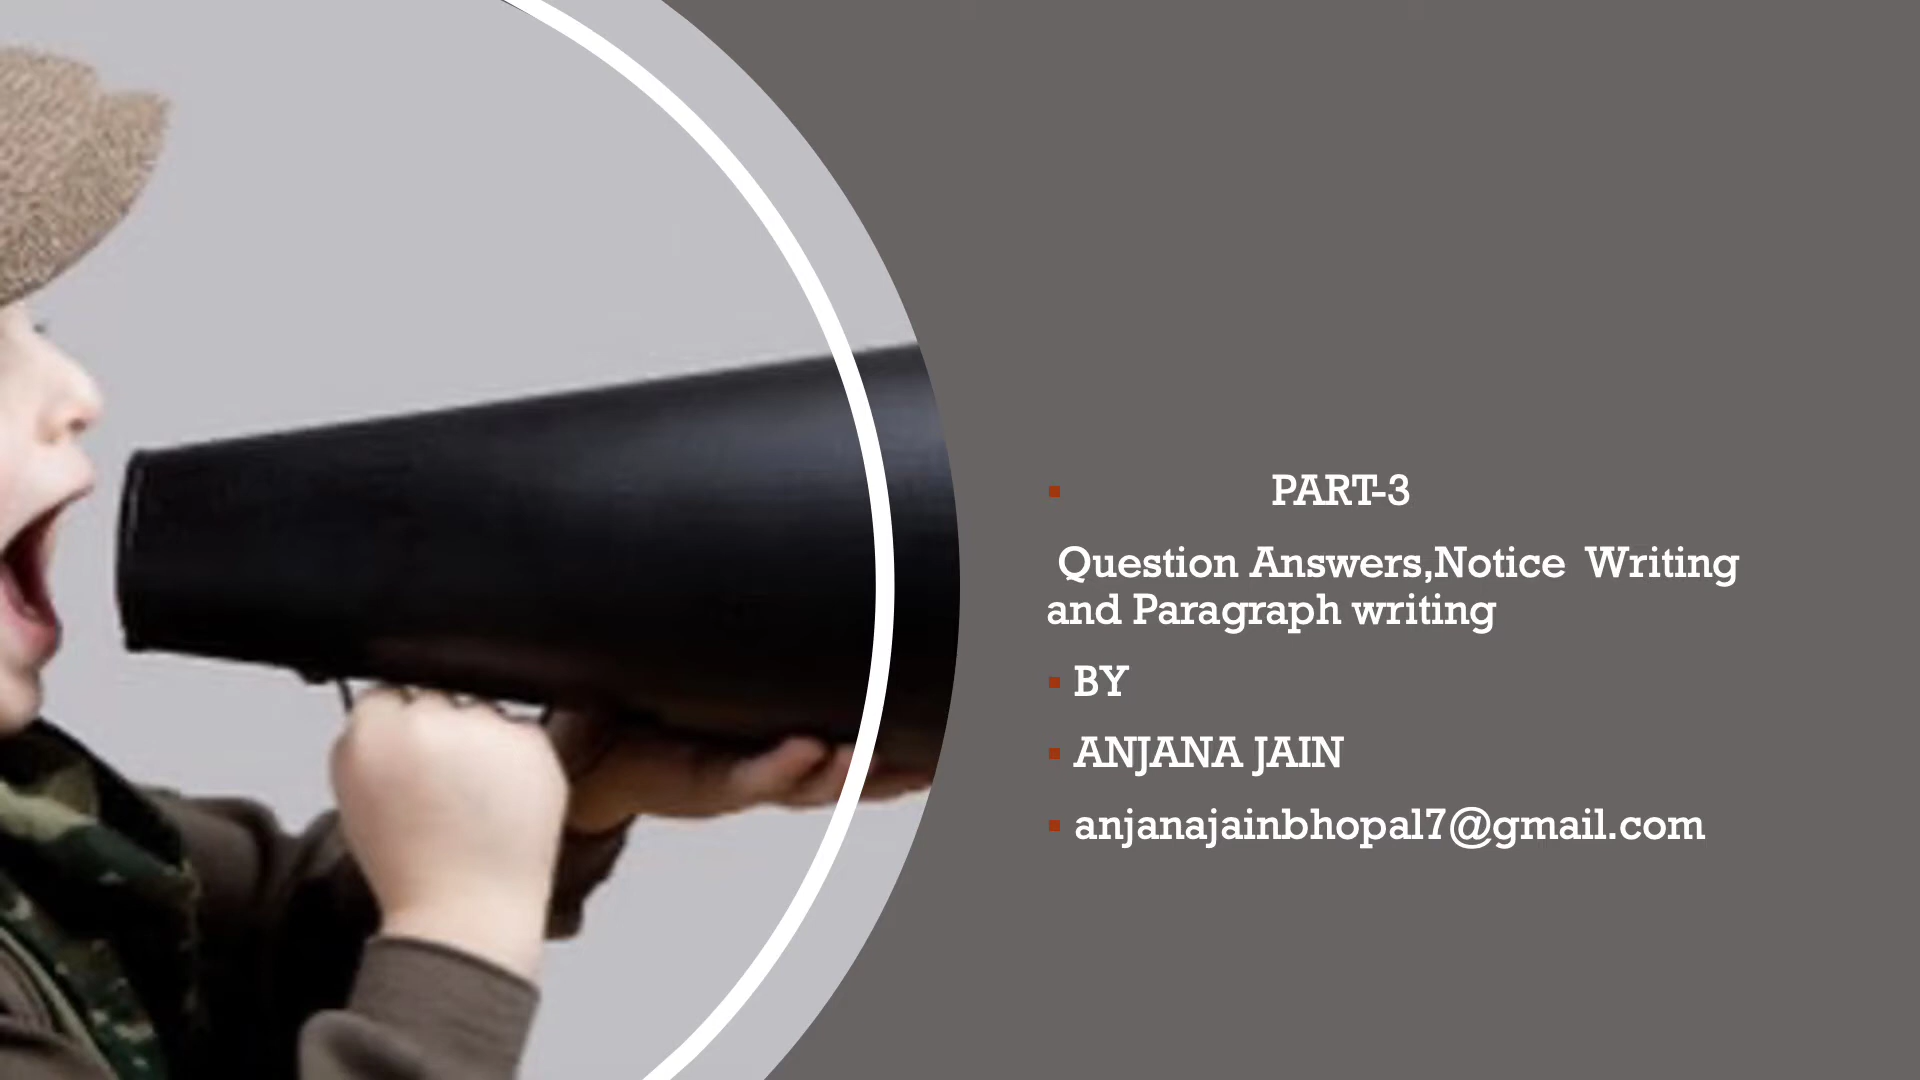 PART-3
Question Answers,Notice  Writing
and Paragraph writing
BY
ANJANA JAIN
anjanajainbhopal7@gmail.com